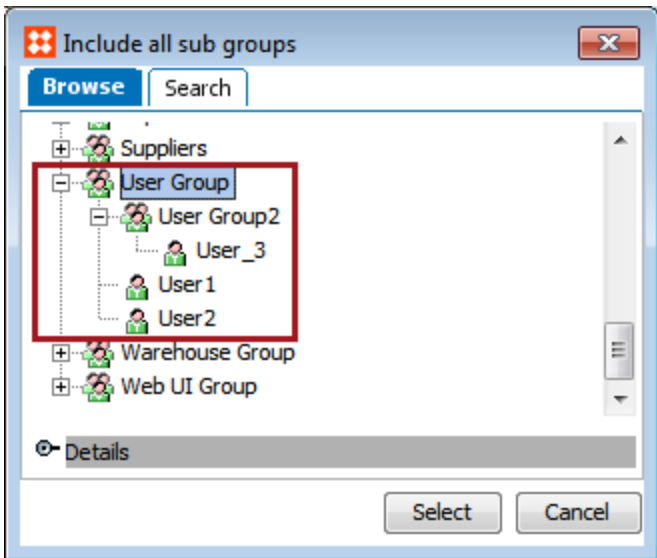 Include all sub groups
Browse Search
Suppliers
User Group
User Group2
User_3
User1
User2
Warehouse Group
Web UI Group
Details
Select Cancel